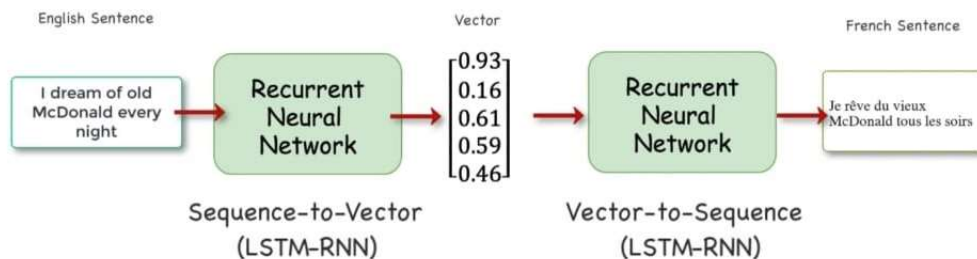 English Sentence
Vector
French Sentence
I dream of old
McDonald every
night
Recurrent
Neural
Network
0.93
0.16
0.61
0.59
0.46
Recurrent
Neural
Network
Je rêve du vieux
McDonald tous les soirs
Sequence-to-Vector
(LSTM-RNN)
Vector-to-Sequence
(LSTM-RNN)